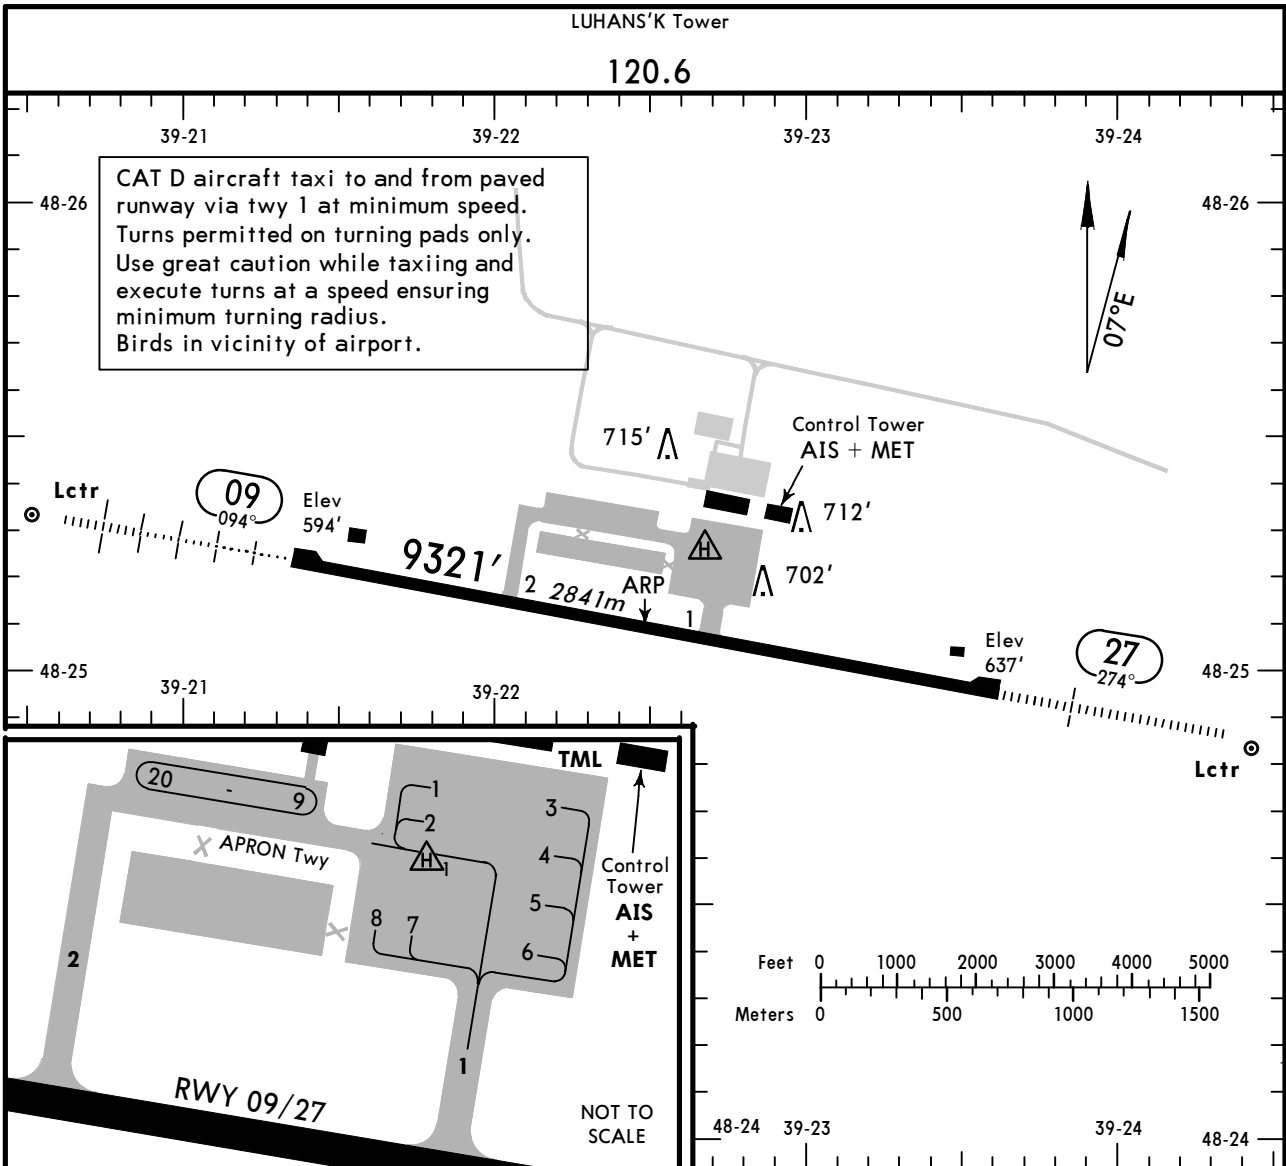 LUHANS'K Tower
120.6
39-21
39-22
39-23
39-24
CAT D aircraft taxi to and from paved
runway via twy 1 at minimum speed.
Turns permitted on turning pads only.
Use great caution while taxiing and
execute turns at a speed ensuring
minimum turning radius.
Birds in vicinity of airport.
48-26
48-26
07°E
715'
Control Tower
AIS + MET
Lctr
09
094°
Elev
594'
712'
9321'
702'
2
2841m
ARP
1
Elev
637'
27
274°
48-25
48-25
39-21
39-22
Lctr
TML
20 - 9
1
2
3
H
1
4
5
6
7
8
APRON Twy
Control
Tower
AIS
+
MET
2
1
RWY 09/27
NOT TO
SCALE
H
Feet 0 1000 2000 3000 4000 5000
Meters 0 500 1000 1500
48-24
39-23
39-24
48-24